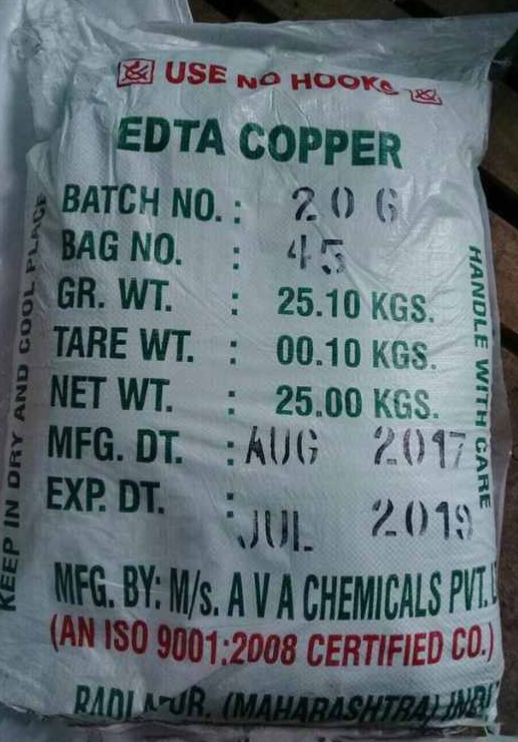 USE NO HOOKS
EDTA COPPER
BATCH NO. : 206
BAG NO. : 45
GR. WT. : 25.10 KGS.
TARE WT. : 00.10 KGS.
NET WT. : 25.00 KGS.
MFG. DT. : AUG 2017
EXP. DT. : JUL 2019
MFG. BY: M/s. A V A CHEMICALS PVT.
(AN ISO 9001:2008 CERTIFIED CO.)
(MAHARASHTRA)
KEEP IN DRY AND COOL PLACE
HANDLE WITH CARE